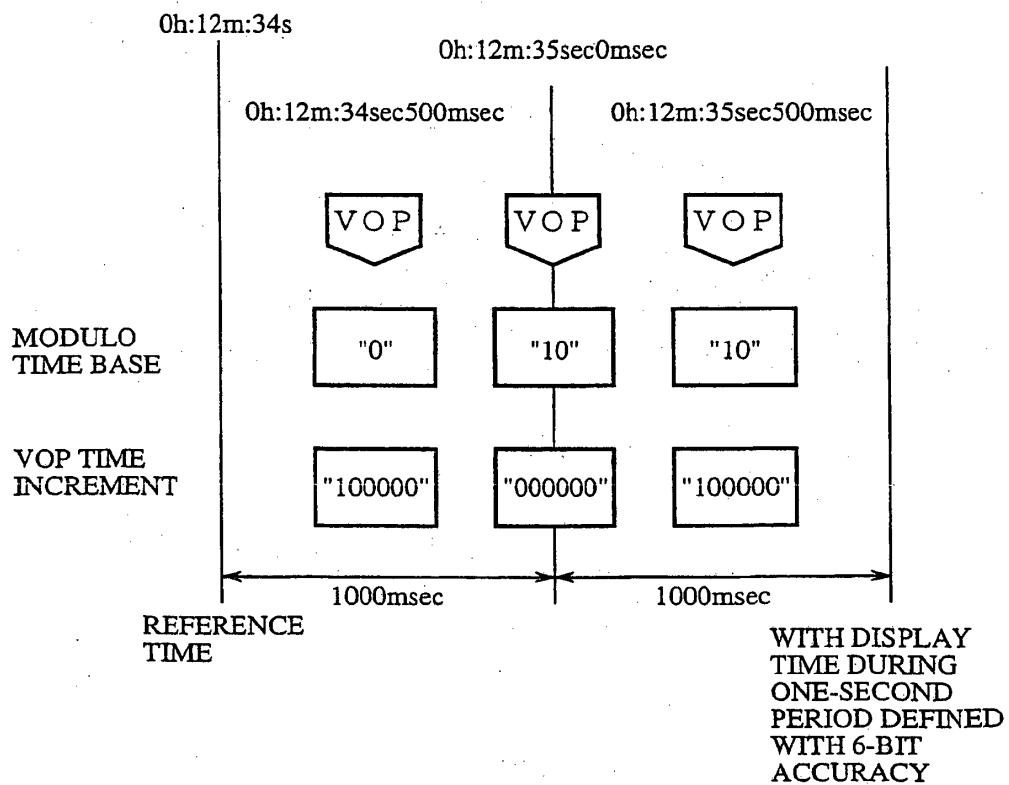 0h:12m:34s
0h:12m:35sec0msec
0h:12m:34sec500msec
0h:12m:35sec500msec
VOP
VOP
VOP
MODULO
TIME BASE
"0"
"10"
"10"
VOP TIME
INCREMENT
"100000"
"000000"
"100000"
1000msec
1000msec
REFERENCE
TIME
WITH DISPLAY
TIME DURING
ONE-SECOND
PERIOD DEFINED
WITH 6-BIT
ACCURACY